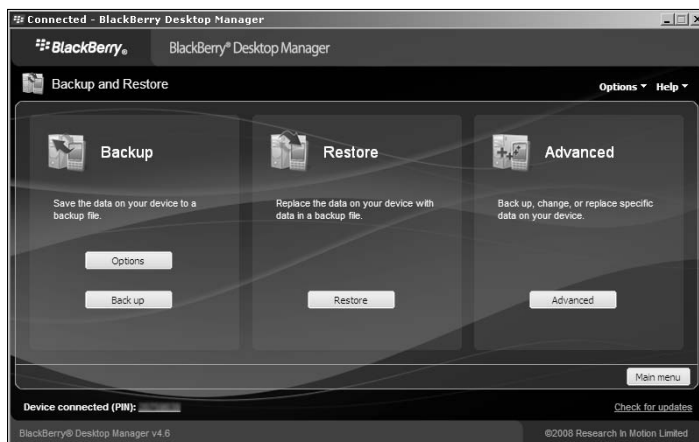 Connected - BlackBerry Desktop Manager
BlackBerry® BlackBerry® Desktop Manager
Backup and Restore Options Help
Backup Restore Advanced
Save the data on your device to a
backup file.
Replace the data on your device with
data in a backup file.
Back up, change, or replace specific
data on your device.
Options
Back up Restore Advanced
Main menu
Device connected (PIN): Check for updates
BlackBerry® Desktop Manager v4.6 ©2008 Research In Motion Limited